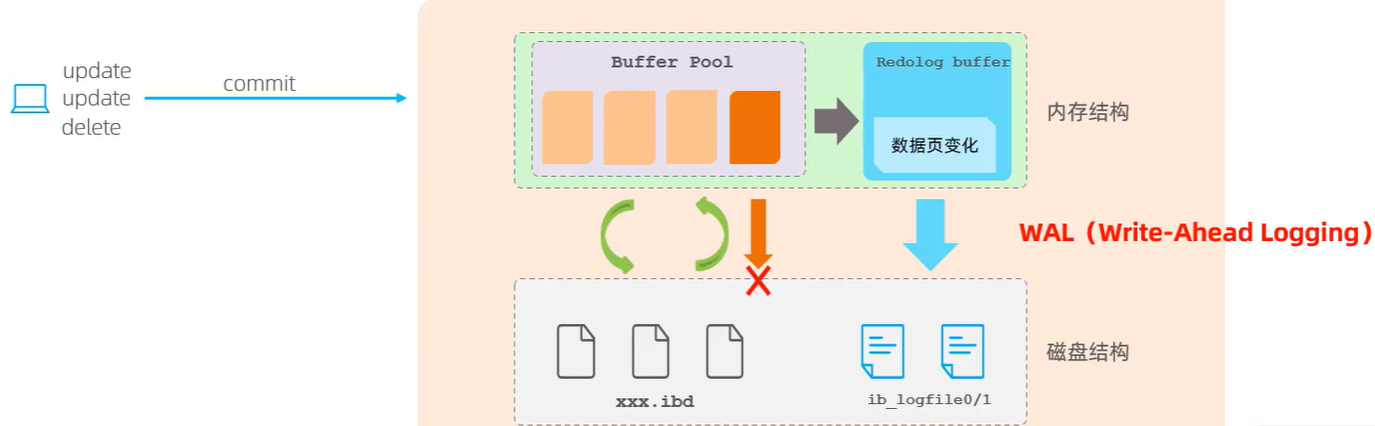 update
update
delete
commit
Buffer Pool
Redolog buffer
数据页变化
内存结构
WAL（Write-Ahead Logging）
磁盘结构
xxx.ibd
ib_logfile0/1